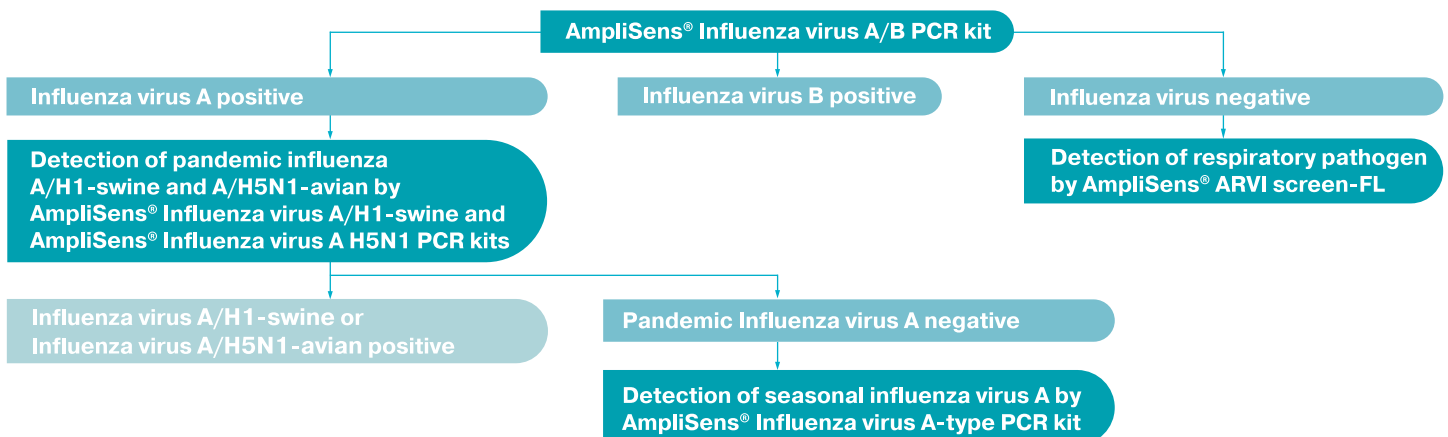 AmpliSens® Influenza virus A/B PCR kit
Influenza virus A positive
Influenza virus B positive
Influenza virus negative
Detection of pandemic influenza
A/H1-swine and A/H5N1-avian by
AmpliSens® Influenza virus A/H1-swine and
AmpliSens® Influenza virus A H5N1 PCR kits
Detection of respiratory pathogen
by AmpliSens® ARVI screen-FL
Influenza virus A/H1-swine or
Influenza virus A/H5N1-avian positive
Pandemic Influenza virus A negative
Detection of seasonal influenza virus A by
AmpliSens® Influenza virus A-type PCR kit